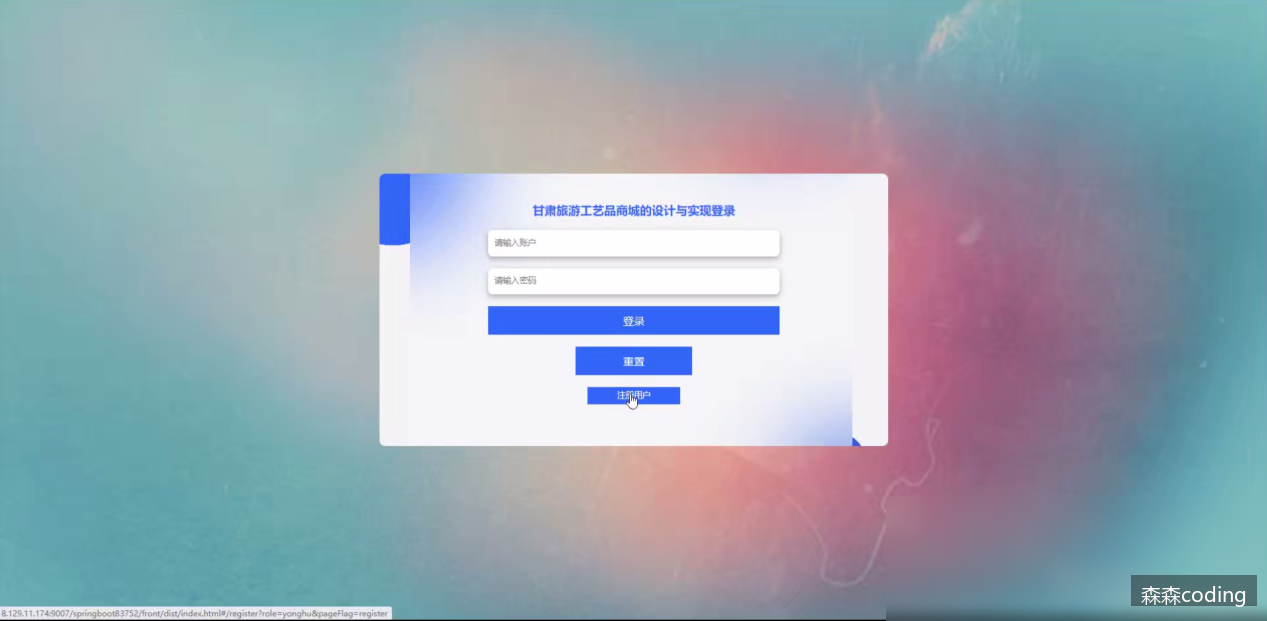 甘肃旅游工艺品商城的设计与实现登录
请输入账户
请输入密码
登录
重置
注册用户
8.129.11.174:9007/springboot83752/front/dist/index.html#/register?role=yonghu&pageFlag=register
森森coding